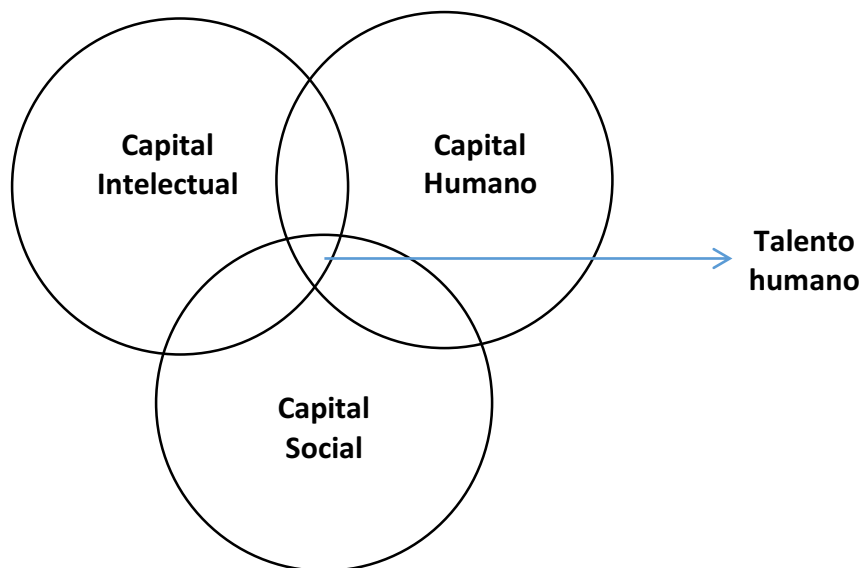 Capital
Intelectual
Capital
Humano
Talento
humano
Capital
Social